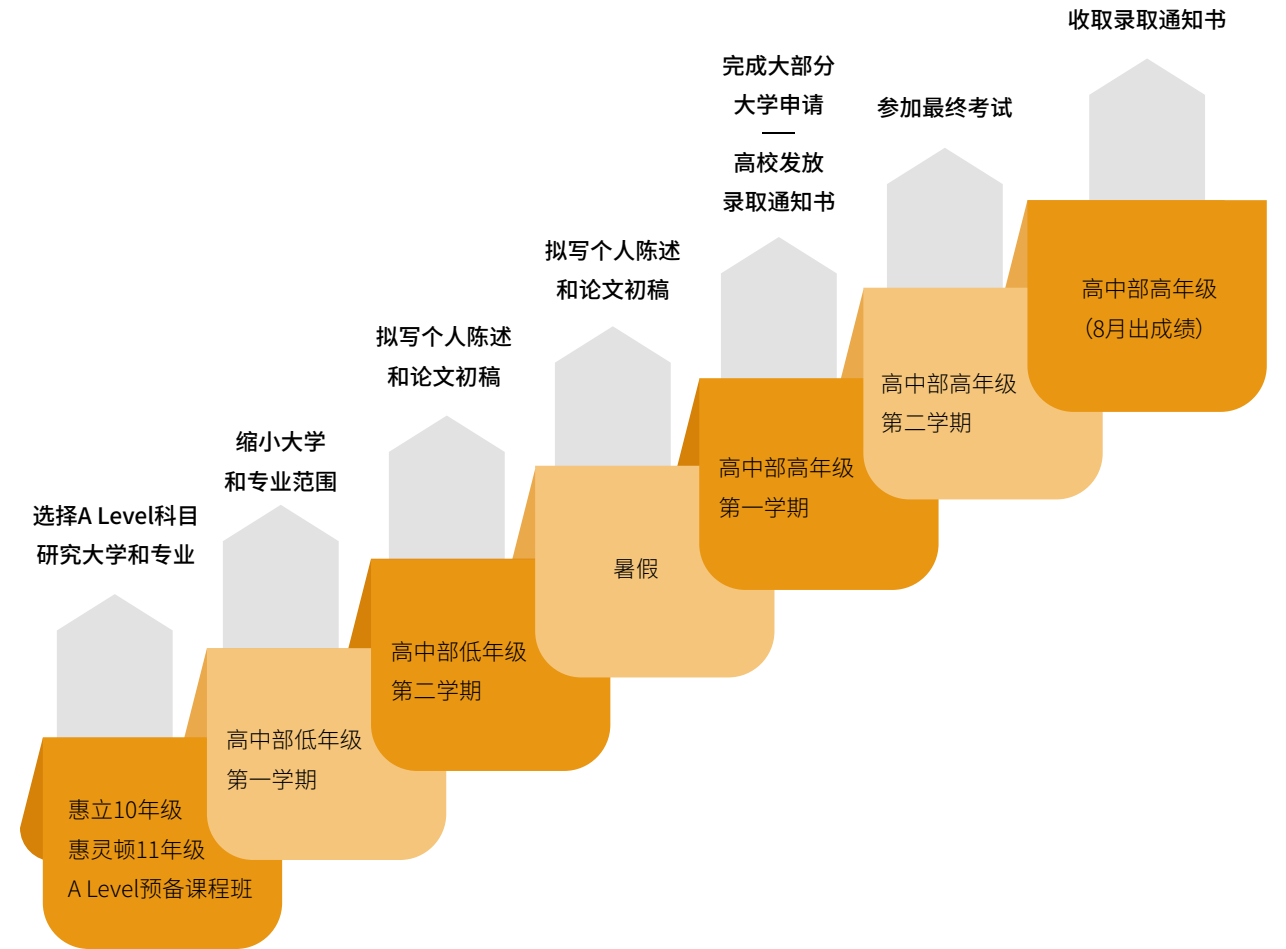 收取录取通知书
完成大部分
大学申请
高校发放
录取通知书
参加最终考试
拟写个人陈述
和论文初稿
拟写个人陈述
和论文初稿
缩小大学
和专业范围
选择A Level科目
研究大学和专业
高中部高年级
（8月出成绩）
高中部高年级
第二学期
高中部高年级
第一学期
暑假
高中部低年级
第二学期
高中部低年级
第一学期
惠立10年级
惠灵顿11年级
A Level预备课程班